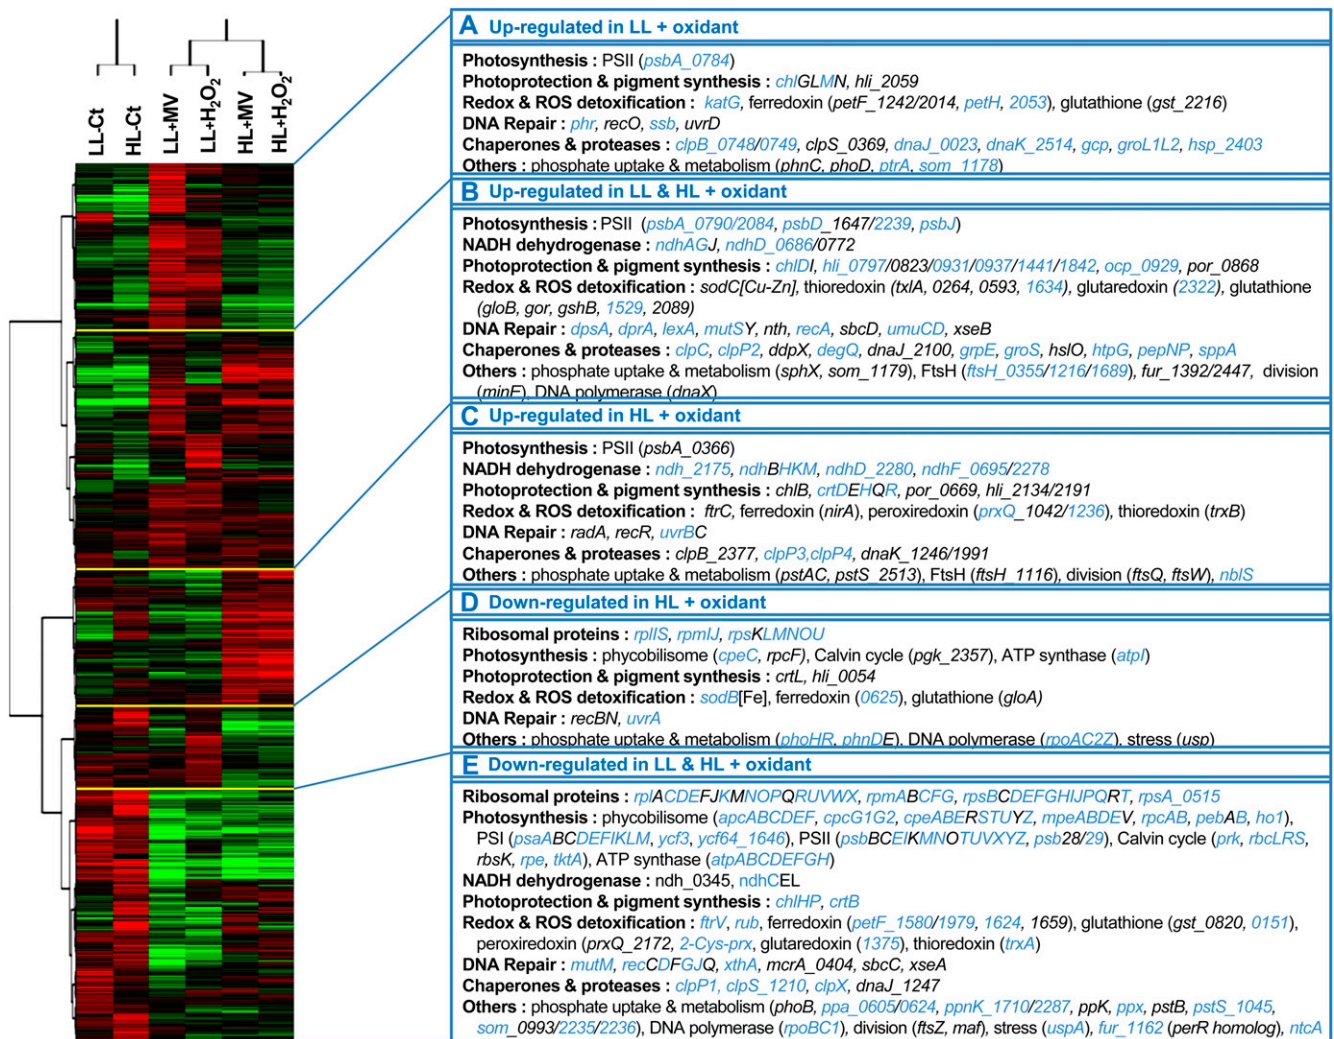 LL-Ct
HL-Ct
LL+MV
LL+H₂O₂
HL+MV
HL+H₂O₂
A Up-regulated in LL + oxidant
Photosynthesis : PSII (psbA_0784)
Photoprotection & pigment synthesis : chlGLMN, hli_2059
Redox & ROS detoxification : katG, ferredoxin (petF_1242/2014, petH, 2053), glutathione (gst_2216)
DNA Repair : phr, recO, ssb, uvrD
Chaperones & proteases : clpB_0748/0749, clpS_0369, dnaJ_0023, dnaK_2514, gcp, groL1L2, hsp_2403
Others : phosphate uptake & metabolism (phnC, phoD, ptrA, som_1178)
B Up-regulated in LL & HL + oxidant
Photosynthesis : PSII (psbA_0790/2084, psbD_1647/2239, psbJ)
NADH dehydrogenase : ndhAGJ, ndhD_0686/0772
Photoprotection & pigment synthesis : chlDI, hli_0797/0823/0931/0937/1441/1842, ocp_0929, por_0868
Redox & ROS detoxification : sodC[Cu-Zn], thioredoxin (txlA, 0264, 0593, 1634), glutaredoxin (2322), glutathione
(gloB, gor, gshB, 1529, 2089)
DNA Repair : dpsA, dprA, lexA, mutSY, nth, recA, sbcD, umuCD, xseB
Chaperones & proteases : clpC, clpP2, ddpX, degQ, dnaJ_2100, grpE, groS, hslO, htpG, pepNP, sppA
Others : phosphate uptake & metabolism (sphX, som_1179), FtsH (ftsH_0355/1216/1689), fur_1392/2447, division
(minE), DNA polymerase (dnaX)
C Up-regulated in HL + oxidant
Photosynthesis : PSII (psbA_0366)
NADH dehydrogenase : ndh_2175, ndhBHKM, ndhD_2280, ndhF_0695/2278
Photoprotection & pigment synthesis : chlB, crtDEHQR, por_0669, hli_2134/2191
Redox & ROS detoxification : ftrC, ferredoxin (nirA), peroxiredoxin (prxQ_1042/1236), thioredoxin (trxB)
DNA Repair : radA, recR, uvrBC
Chaperones & proteases : clpB_2377, clpP3,clpP4, dnaK_1246/1991
Others : phosphate uptake & metabolism (pstAC, pstS_2513), FtsH (ftsH_1116), division (ftsQ, ftsW), nblS
D Down-regulated in HL + oxidant
Ribosomal proteins : rplIS, rpmIJ, rpsKLMNOU
Photosynthesis : phycobilisome (cpeC, rpcF), Calvin cycle (pgk_2357), ATP synthase (atpI)
Photoprotection & pigment synthesis : crtL, hli_0054
Redox & ROS detoxification : sodB[Fe], ferredoxin (0625), glutathione (gloA)
DNA Repair : recBN, uvrA
Others : phosphate uptake & metabolism (phoHR, phnDE), DNA polymerase (rpoAC2Z), stress (usp)
E Down-regulated in LL & HL + oxidant
Ribosomal proteins : rplACDEFJKMNOPQRUVWX, rpmABCFG, rpsBCDEFGHIJPQRT, rpsA_0515
Photosynthesis : phycobilisome (apcABCDEF, cpcG1G2, cpeABERSTUYZ, mpeABDEV, rpcAB, pebAB, ho1),
PSI (psaABCDEFIKLM, ycf3, ycf64_1646), PSII (psbBCEIKMNOTUVXYZ, psb28/29), Calvin cycle (prk, rbcLRS,
rbsK, rpe, tktA), ATP synthase (atpABCDEFGH)
NADH dehydrogenase : ndh_0345, ndhCEL
Photoprotection & pigment synthesis : chlHP, crtB
Redox & ROS detoxification : ftrV, rub, ferredoxin (petF_1580/1979, 1624, 1659), glutathione (gst_0820, 0151),
peroxiredoxin (prxQ_2172, 2-Cys-prx, glutaredoxin (1375), thioredoxin (trxA)
DNA Repair : mutM, recCDFGJQ, xthA, mcrA_0404, sbcC, xseA
Chaperones & proteases : clpP1, clpS_1210, clpX, dnaJ_1247
Others : phosphate uptake & metabolism (phoB, ppa_0605/0624, ppnK_1710/2287, ppK, ppx, pstB, pstS_1045,
som_0993/2235/2236), DNA polymerase (rpoBC1), division (ftsZ, maf), stress (uspA), fur_1162 (perR homolog), ntcA